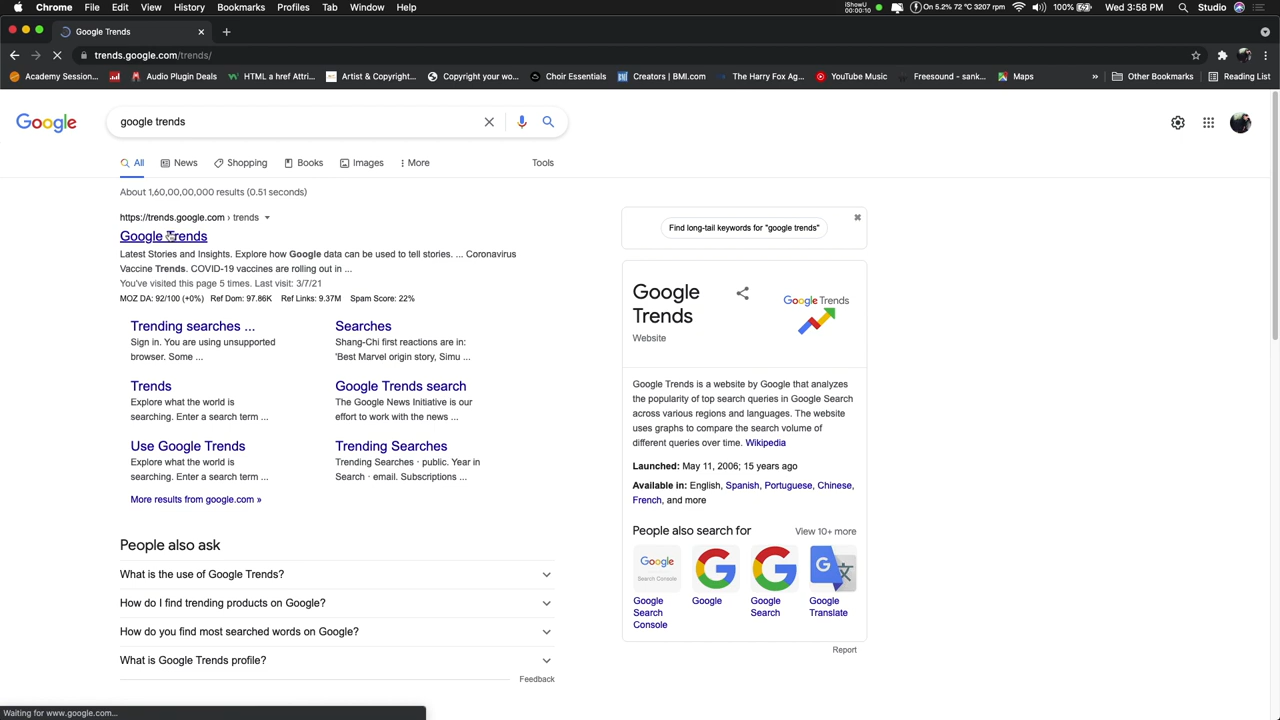 Chrome File Edit View History Bookmarks Profiles Tab Window Help
iShowU 00:00:10 On 5.2% 72 °C 3207 rpm 100% Wed 3:58 PM Studio
Google Trends
trends.google.com/trends/
Academy Session... Audio Plugin Deals HTML a href Attri... Artist & Copyright... Copyright your wo... Choir Essentials Creators | BMI.com The Harry Fox Ag... YouTube Music Freesound - sank... Maps » Other Bookmarks Reading List
Google google trends
All News Shopping Books Images More Tools
About 1,60,00,00,000 results (0.51 seconds)
https://trends.google.com › trends
Google Trends
Latest Stories and Insights. Explore how Google data can be used to tell stories. ... Coronavirus
Vaccine Trends. COVID-19 vaccines are rolling out in ...
You've visited this page 5 times. Last visit: 3/7/21
MOZ DA: 92/100 (+0%) Ref Dom: 97.86K Ref Links: 9.37M Spam Score: 22%
Trending searches ...
Sign in. You are using unsupported
browser. Some ...
Searches
Shang-Chi first reactions are in:
'Best Marvel origin story, Simu ...
Trends
Explore what the world is
searching. Enter a search term ...
Google Trends search
The Google News Initiative is our
effort to work with the news ...
Use Google Trends
Explore what the world is
searching. Enter a search term ...
Trending Searches
Trending Searches · public. Year in
Search · email. Subscriptions ...
More results from google.com »
People also ask
What is the use of Google Trends?
How do I find trending products on Google?
How do you find most searched words on Google?
What is Google Trends profile?
Feedback
Find long-tail keywords for "google trends"
Google
Trends
Website
Google Trends
Google Trends is a website by Google that analyzes
the popularity of top search queries in Google Search
across various regions and languages. The website
uses graphs to compare the search volume of
different queries over time. Wikipedia
Launched: May 11, 2006; 15 years ago
Available in: English, Spanish, Portuguese, Chinese,
French, and more
People also search for View 10+ more
Google
Search Console
Google
Search
Console
Google
Google
Search
Google
Translate
Report
Waiting for www.google.com...